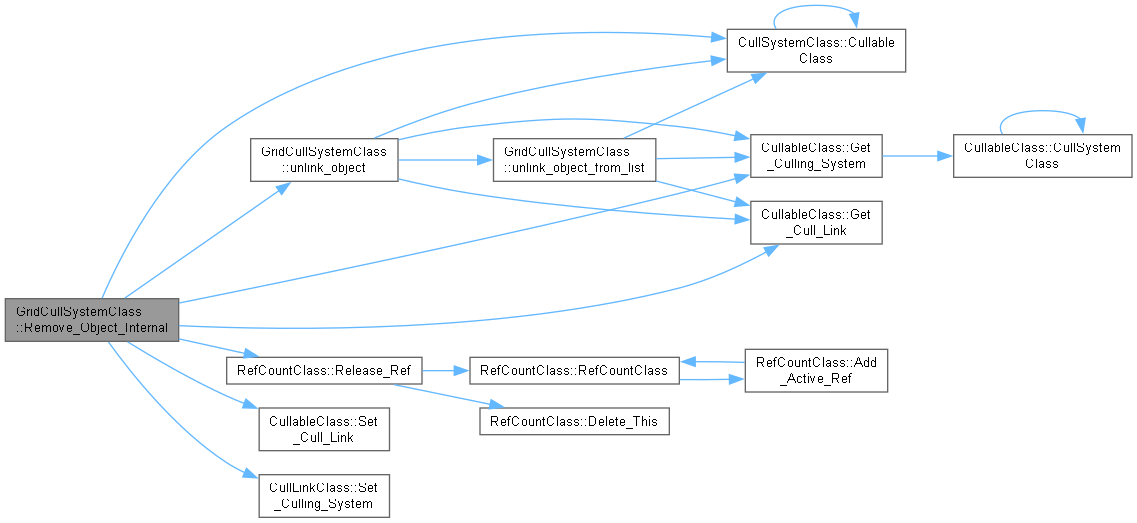 CullSystemClass::Cullable
Class
GridCullSystemClass
::unlink_object
GridCullSystemClass
::unlink_object_from_list
CullableClass::Get
_Culling_System
CullableClass::CullSystem
Class
CullableClass::Get
_Cull_Link
GridCullSystemClass
::Remove_Object_Internal
RefCountClass::Release_Ref
RefCountClass::RefCountClass
RefCountClass::Add
_Active_Ref
CullableClass::Set
_Cull_Link
RefCountClass::Delete_This
CullLinkClass::Set
_Culling_System